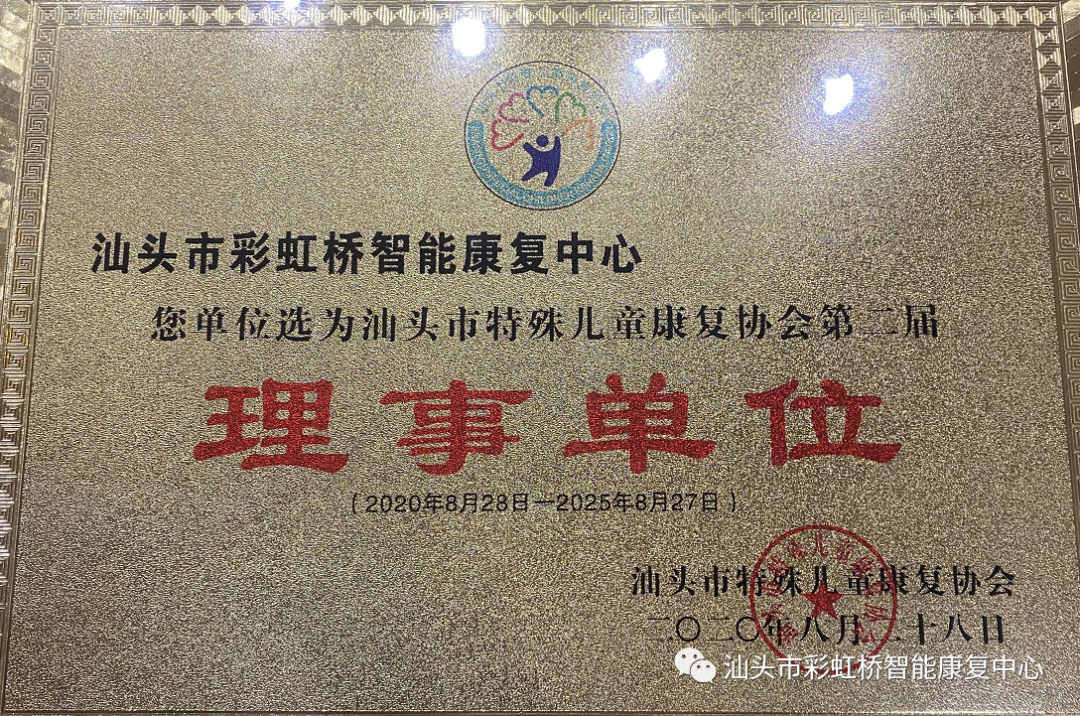 汕头市彩虹桥智能康复中心
您单位选为汕头市特殊儿童康复协会第二届
理事单位
(2020年8月28日—2025年8月27日)
汕头市特殊儿童康复协会
二〇二〇年八月二十八日
汕头市彩虹桥智能康复中心